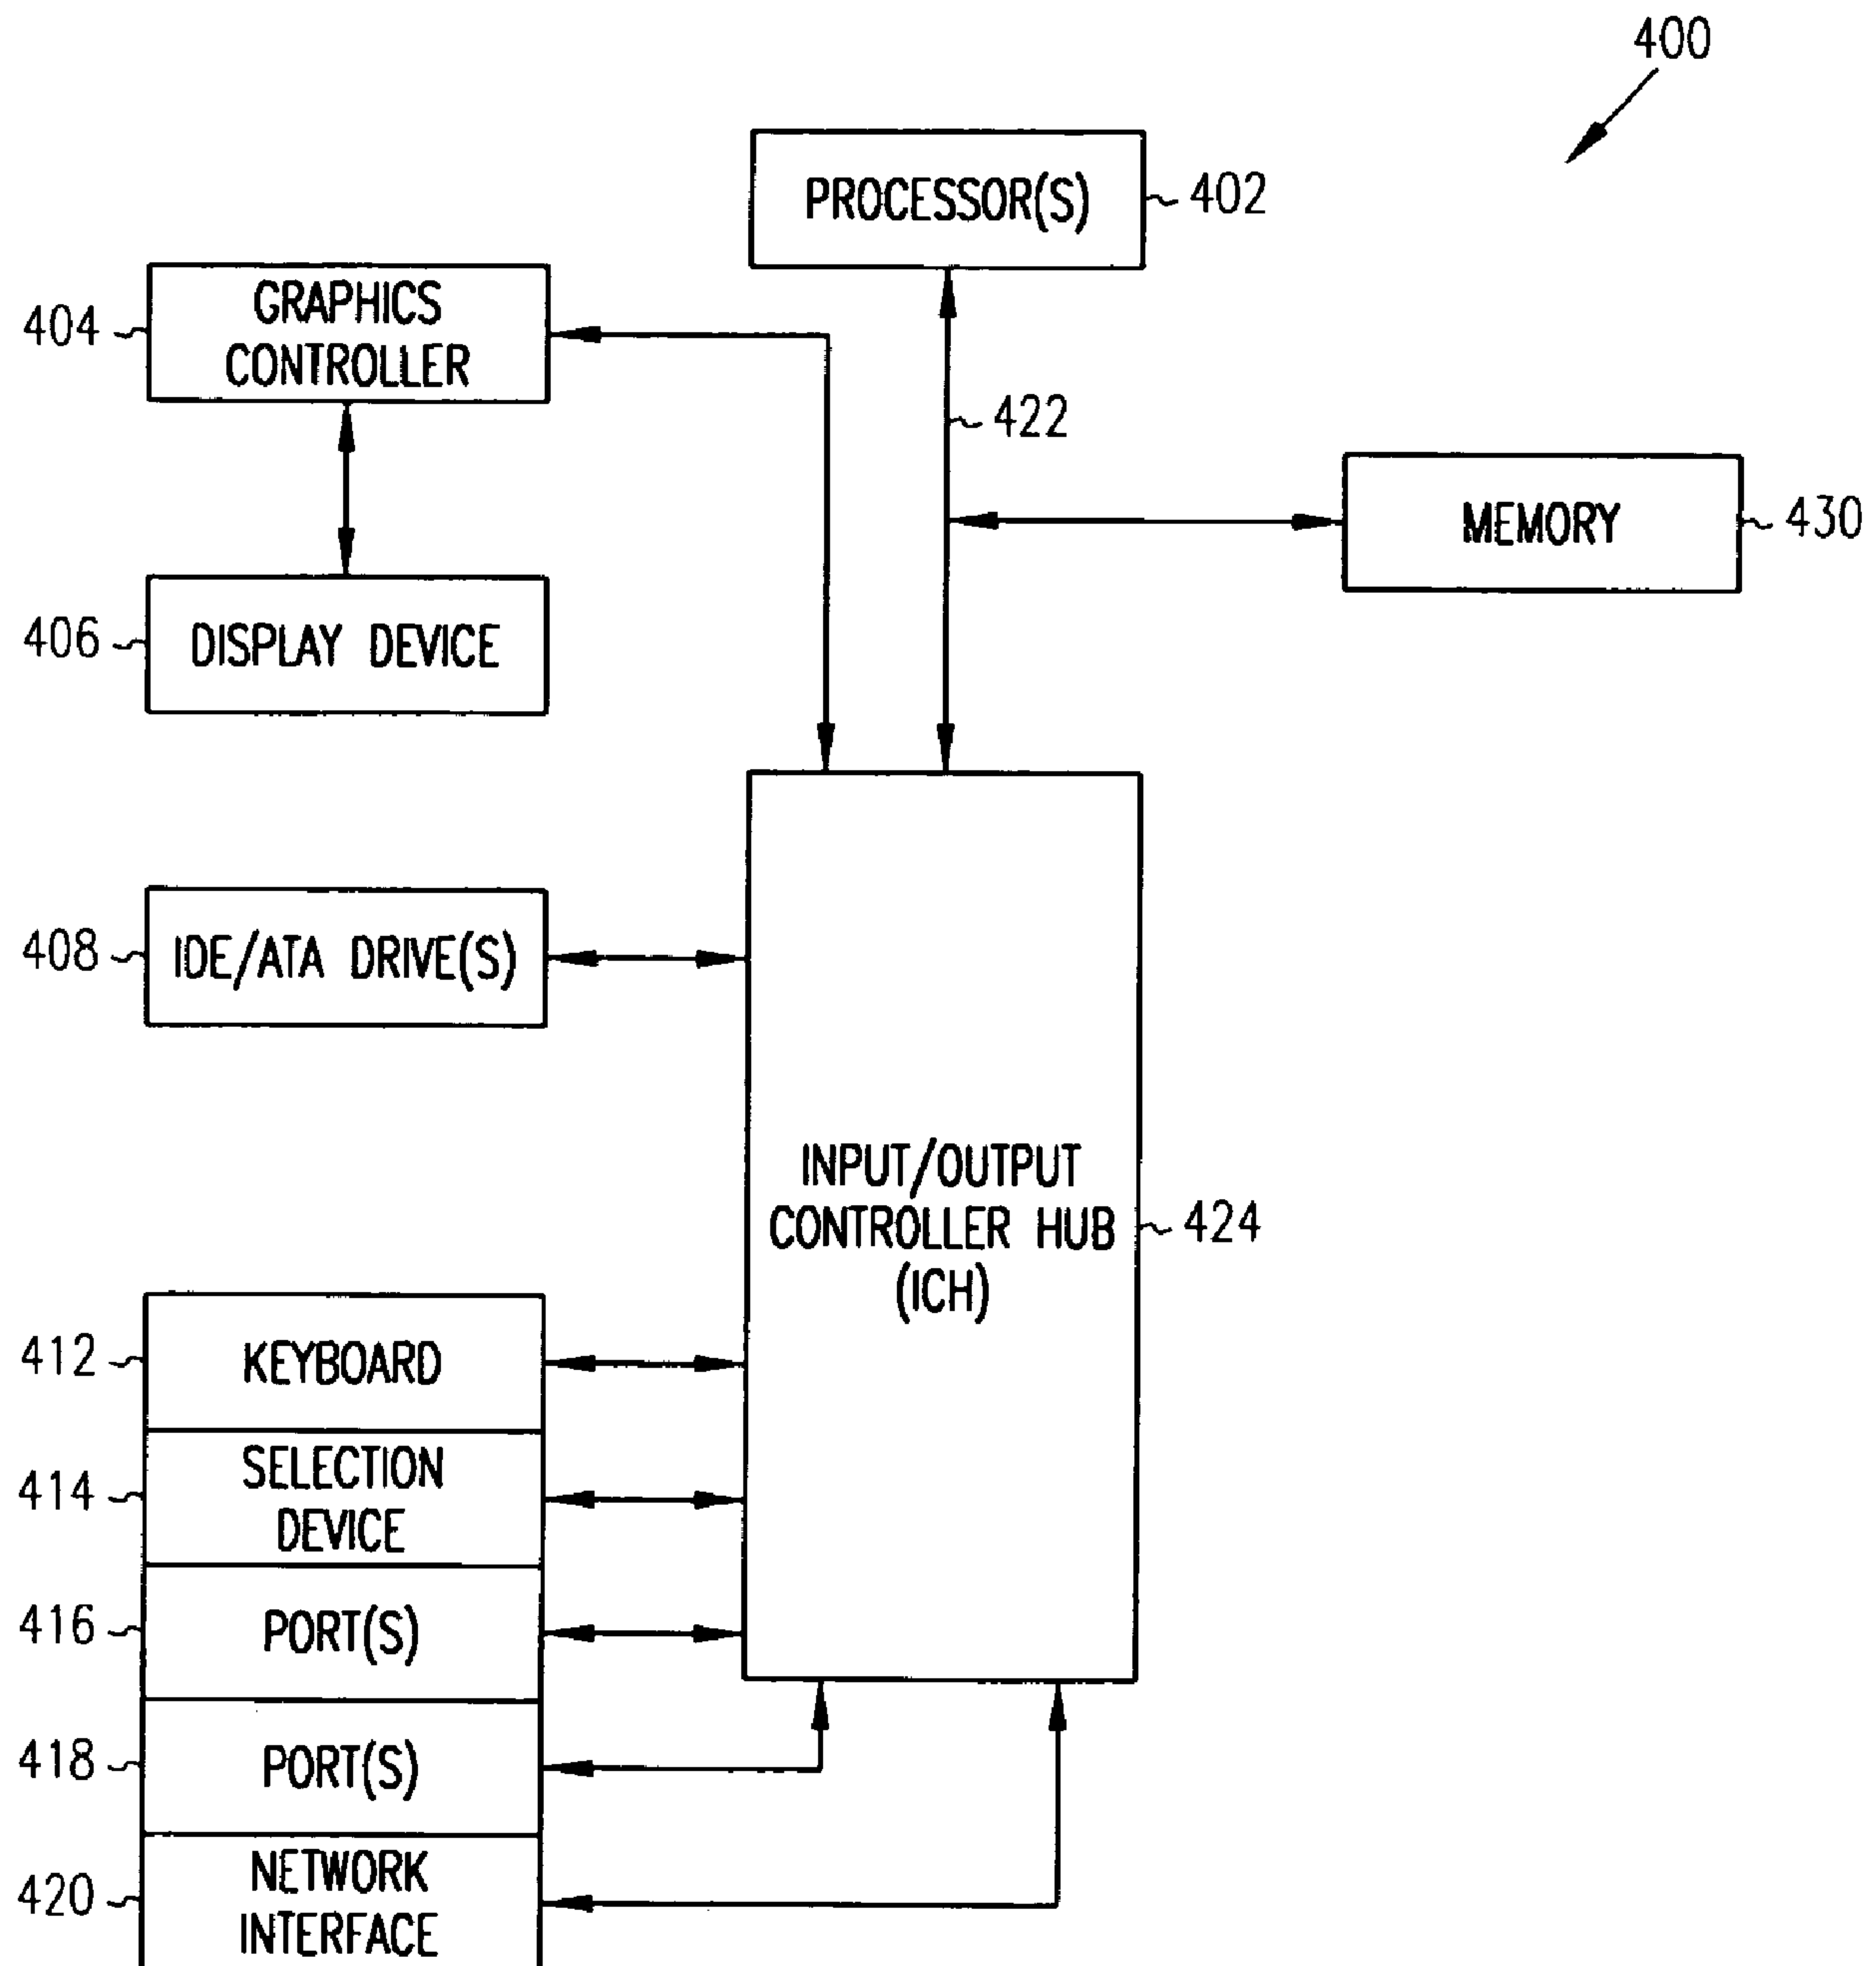 400
PROCESSOR(S)
402
GRAPHICS
CONTROLLER
404
422
MEMORY
430
DISPLAY DEVICE
406
IDE/ATA DRIVE(S)
408
INPUT/OUTPUT
CONTROLLER HUB
(ICH)
424
KEYBOARD
412
SELECTION
DEVICE
414
PORT(S)
416
PORT(S)
418
NETWORK
INTERFACE
420